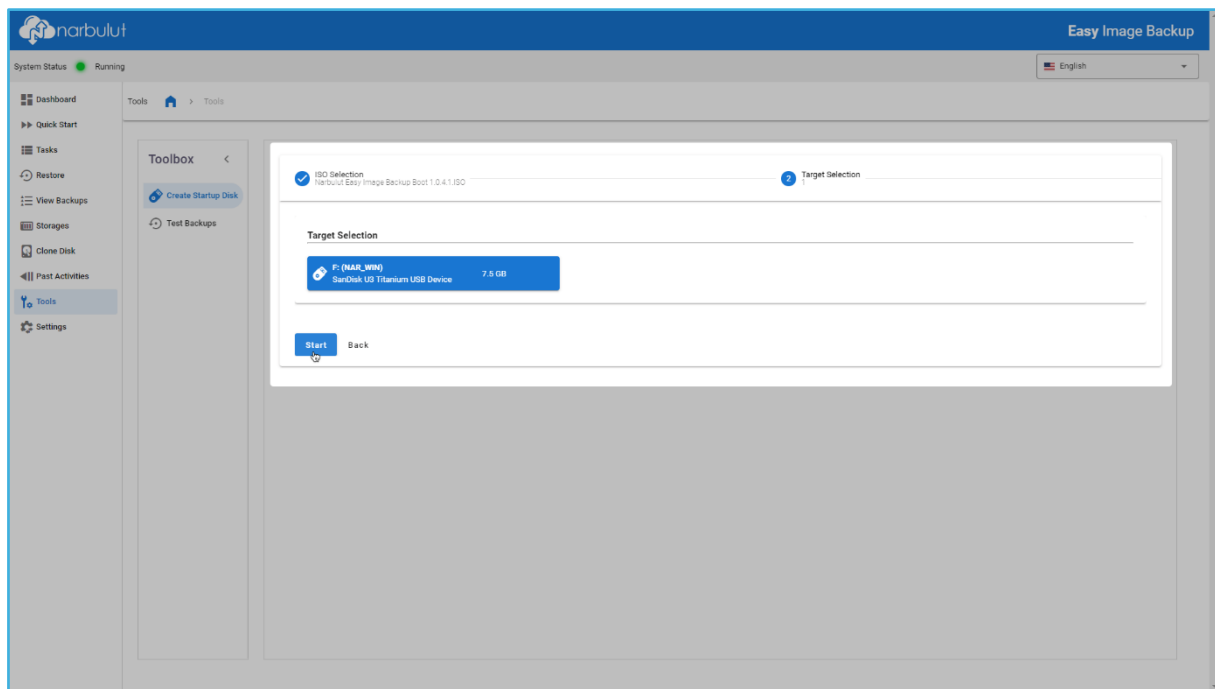 narbulut
Easy Image Backup
System Status Running
English
Dashboard
Quick Start
Tasks
Restore
View Backups
Storages
Clone Disk
Past Activities
Tools
Settings
Tools > Tools
Toolbox <
Create Startup Disk
Test Backups
ISO Selection
Narbulut Easy Image Backup Boot 1.0.4.1.ISO
2 Target Selection
1
Target Selection
F: (NAR_WIN)
SanDisk U3 Titanium USB Device 7.5 GB
Start Back